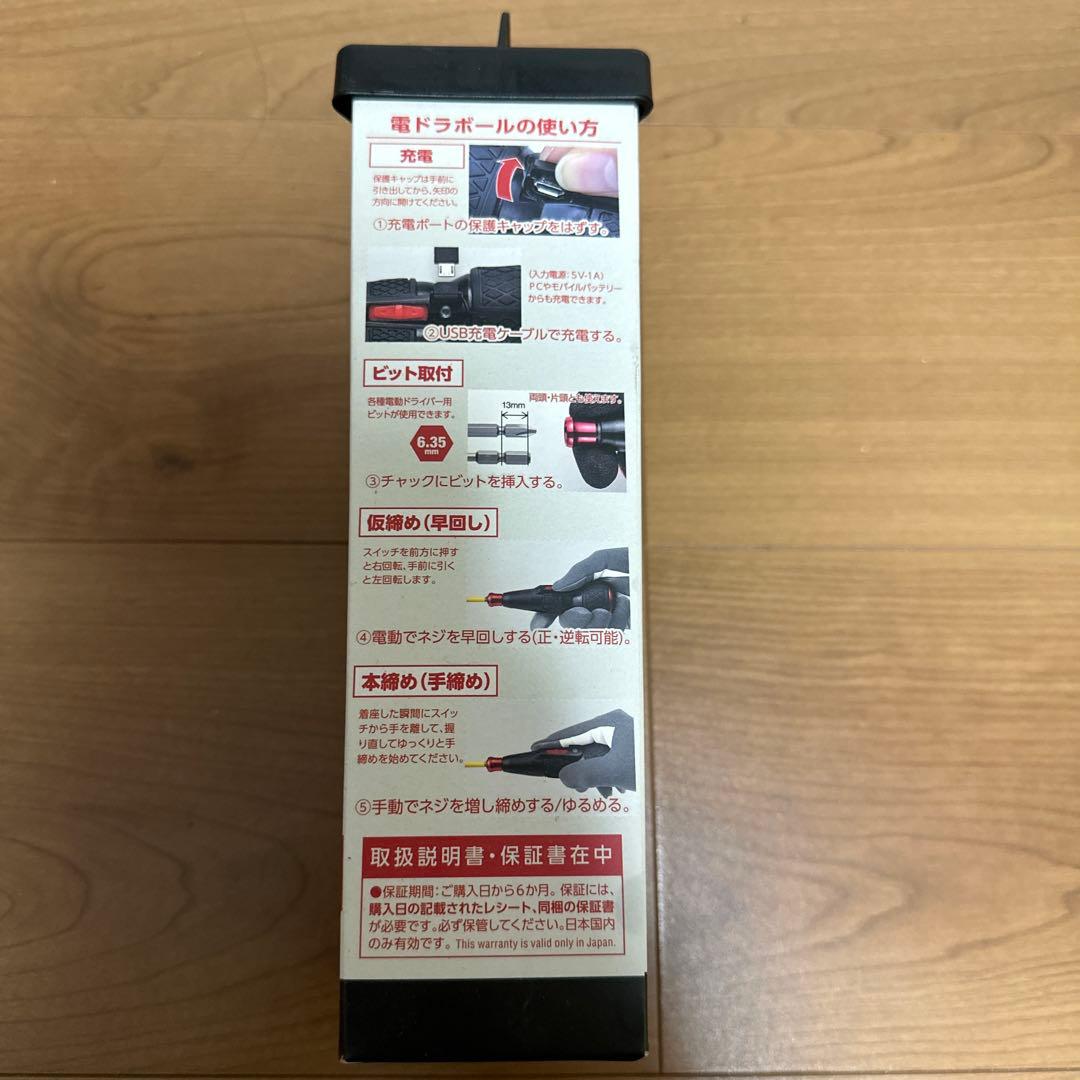 電ドラボールの使い方
充電
保護キャップは手前に
引き出してから、矢印の
方向に開けてください。
①充電ポートの保護キャップをはずす。
(入力電源:5V-1A)
PCやモバイルバッテリー
からも充電できます。
②USB充電ケーブルで充電する。
ビット取付
各種電動ドライバー用
ビットが使用できます。
6.35
mm
13mm
両頭・片頭とも使えます。
③チャックにビットを挿入する。
仮締め(早回し)
スイッチを前方に押す
と右回転、手前に引く
と左回転します。
④電動でネジを早回しする(正・逆転可能)。
本締め(手締め)
着座した瞬間にスイッ
チから手を離して、握
り直してゆっくりと手
締めを始めてください。
⑤手動でネジを増し締めする/ゆるめる。
取扱説明書・保証書在中
●保証期間:ご購入日から6か月。保証には、
購入日の記載されたレシート、同梱の保証書
が必要です。必ず保管してください。日本国内
のみ有効です。This warranty is valid only in Japan.